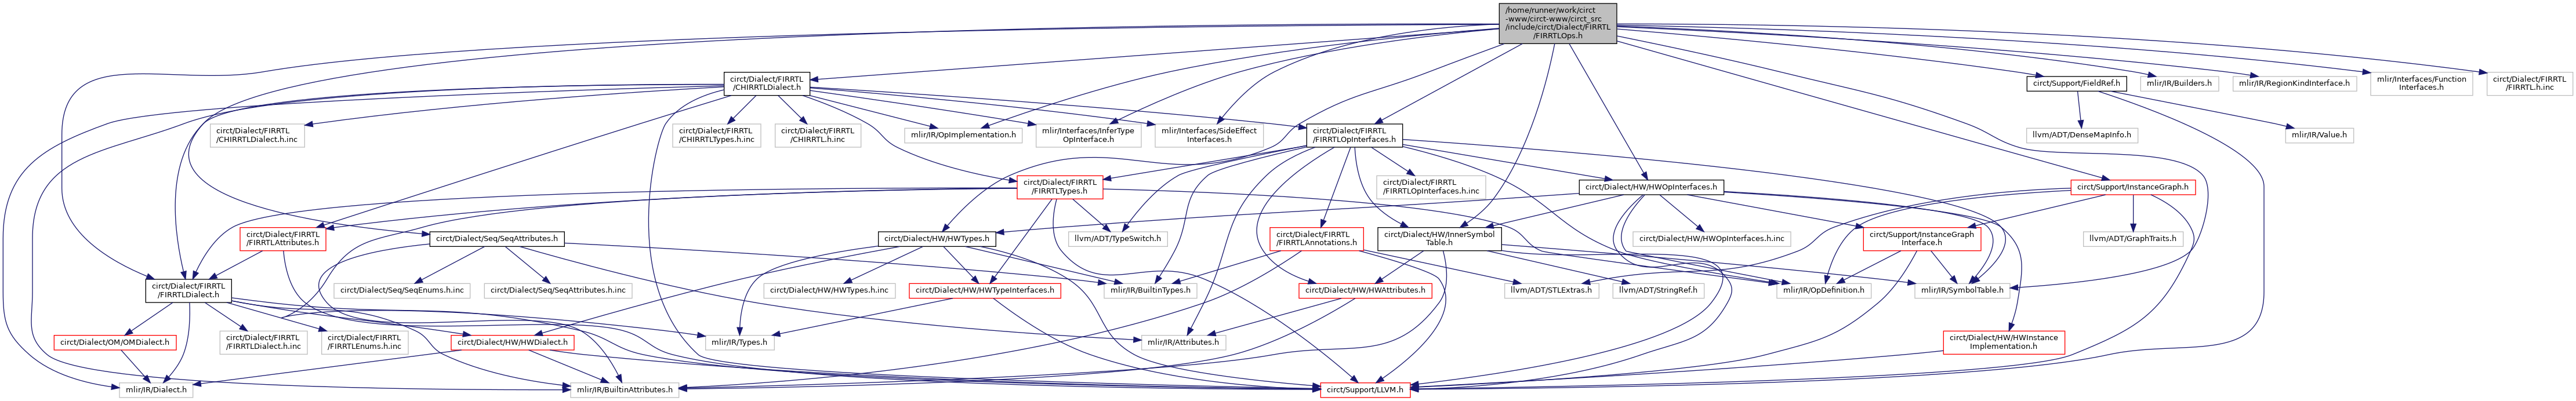 /home/runner/work/circt
-www/circt-www/circt_src
/include/circt/Dialect/FIRRTL
/FIRRTLOps.h
circt/Dialect/FIRRTL
/CHIRRTLDialect.h
circt/Support/FieldRef.h
mlir/IR/Builders.h
mlir/IR/RegionKindInterface.h
mlir/Interfaces/Function
Interfaces.h
circt/Dialect/FIRRTL
/FIRRTL.h.inc
circt/Dialect/FIRRTL
/CHIRRTLDialect.h.inc
circt/Dialect/FIRRTL
/CHIRRTLTypes.h.inc
circt/Dialect/FIRRTL
/CHIRRTL.h.inc
mlir/IR/OpImplementation.h
mlir/Interfaces/InferType
OpInterface.h
mlir/Interfaces/SideEffect
Interfaces.h
circt/Dialect/FIRRTL
/FIRRTLOpInterfaces.h
llvm/ADT/DenseMapInfo.h
mlir/IR/Value.h
circt/Dialect/FIRRTL
/FIRRTLTypes.h
circt/Dialect/FIRRTL
/FIRRTLOpInterfaces.h.inc
circt/Dialect/HW/HWOpInterfaces.h
circt/Support/InstanceGraph.h
circt/Dialect/FIRRTL
/FIRRTLAttributes.h
circt/Dialect/Seq/SeqAttributes.h
circt/Dialect/HW/HWTypes.h
llvm/ADT/TypeSwitch.h
circt/Dialect/FIRRTL
/FIRRTLAnnotations.h
circt/Dialect/HW/InnerSymbol
Table.h
circt/Dialect/HW/HWOpInterfaces.h.inc
circt/Support/InstanceGraph
Interface.h
llvm/ADT/GraphTraits.h
circt/Dialect/FIRRTL
/FIRRTLDialect.h
circt/Dialect/Seq/SeqEnums.h.inc
circt/Dialect/Seq/SeqAttributes.h.inc
circt/Dialect/HW/HWTypes.h.inc
circt/Dialect/HW/HWTypeInterfaces.h
mlir/IR/BuiltinTypes.h
circt/Dialect/HW/HWAttributes.h
llvm/ADT/STLExtras.h
llvm/ADT/StringRef.h
mlir/IR/OpDefinition.h
mlir/IR/SymbolTable.h
circt/Dialect/OM/OMDialect.h
circt/Dialect/FIRRTL
/FIRRTLDialect.h.inc
circt/Dialect/FIRRTL
/FIRRTLEnums.h.inc
circt/Dialect/HW/HWDialect.h
mlir/IR/Types.h
mlir/IR/Attributes.h
circt/Dialect/HW/HWInstance
Implementation.h
mlir/IR/Dialect.h
mlir/IR/BuiltinAttributes.h
circt/Support/LLVM.h